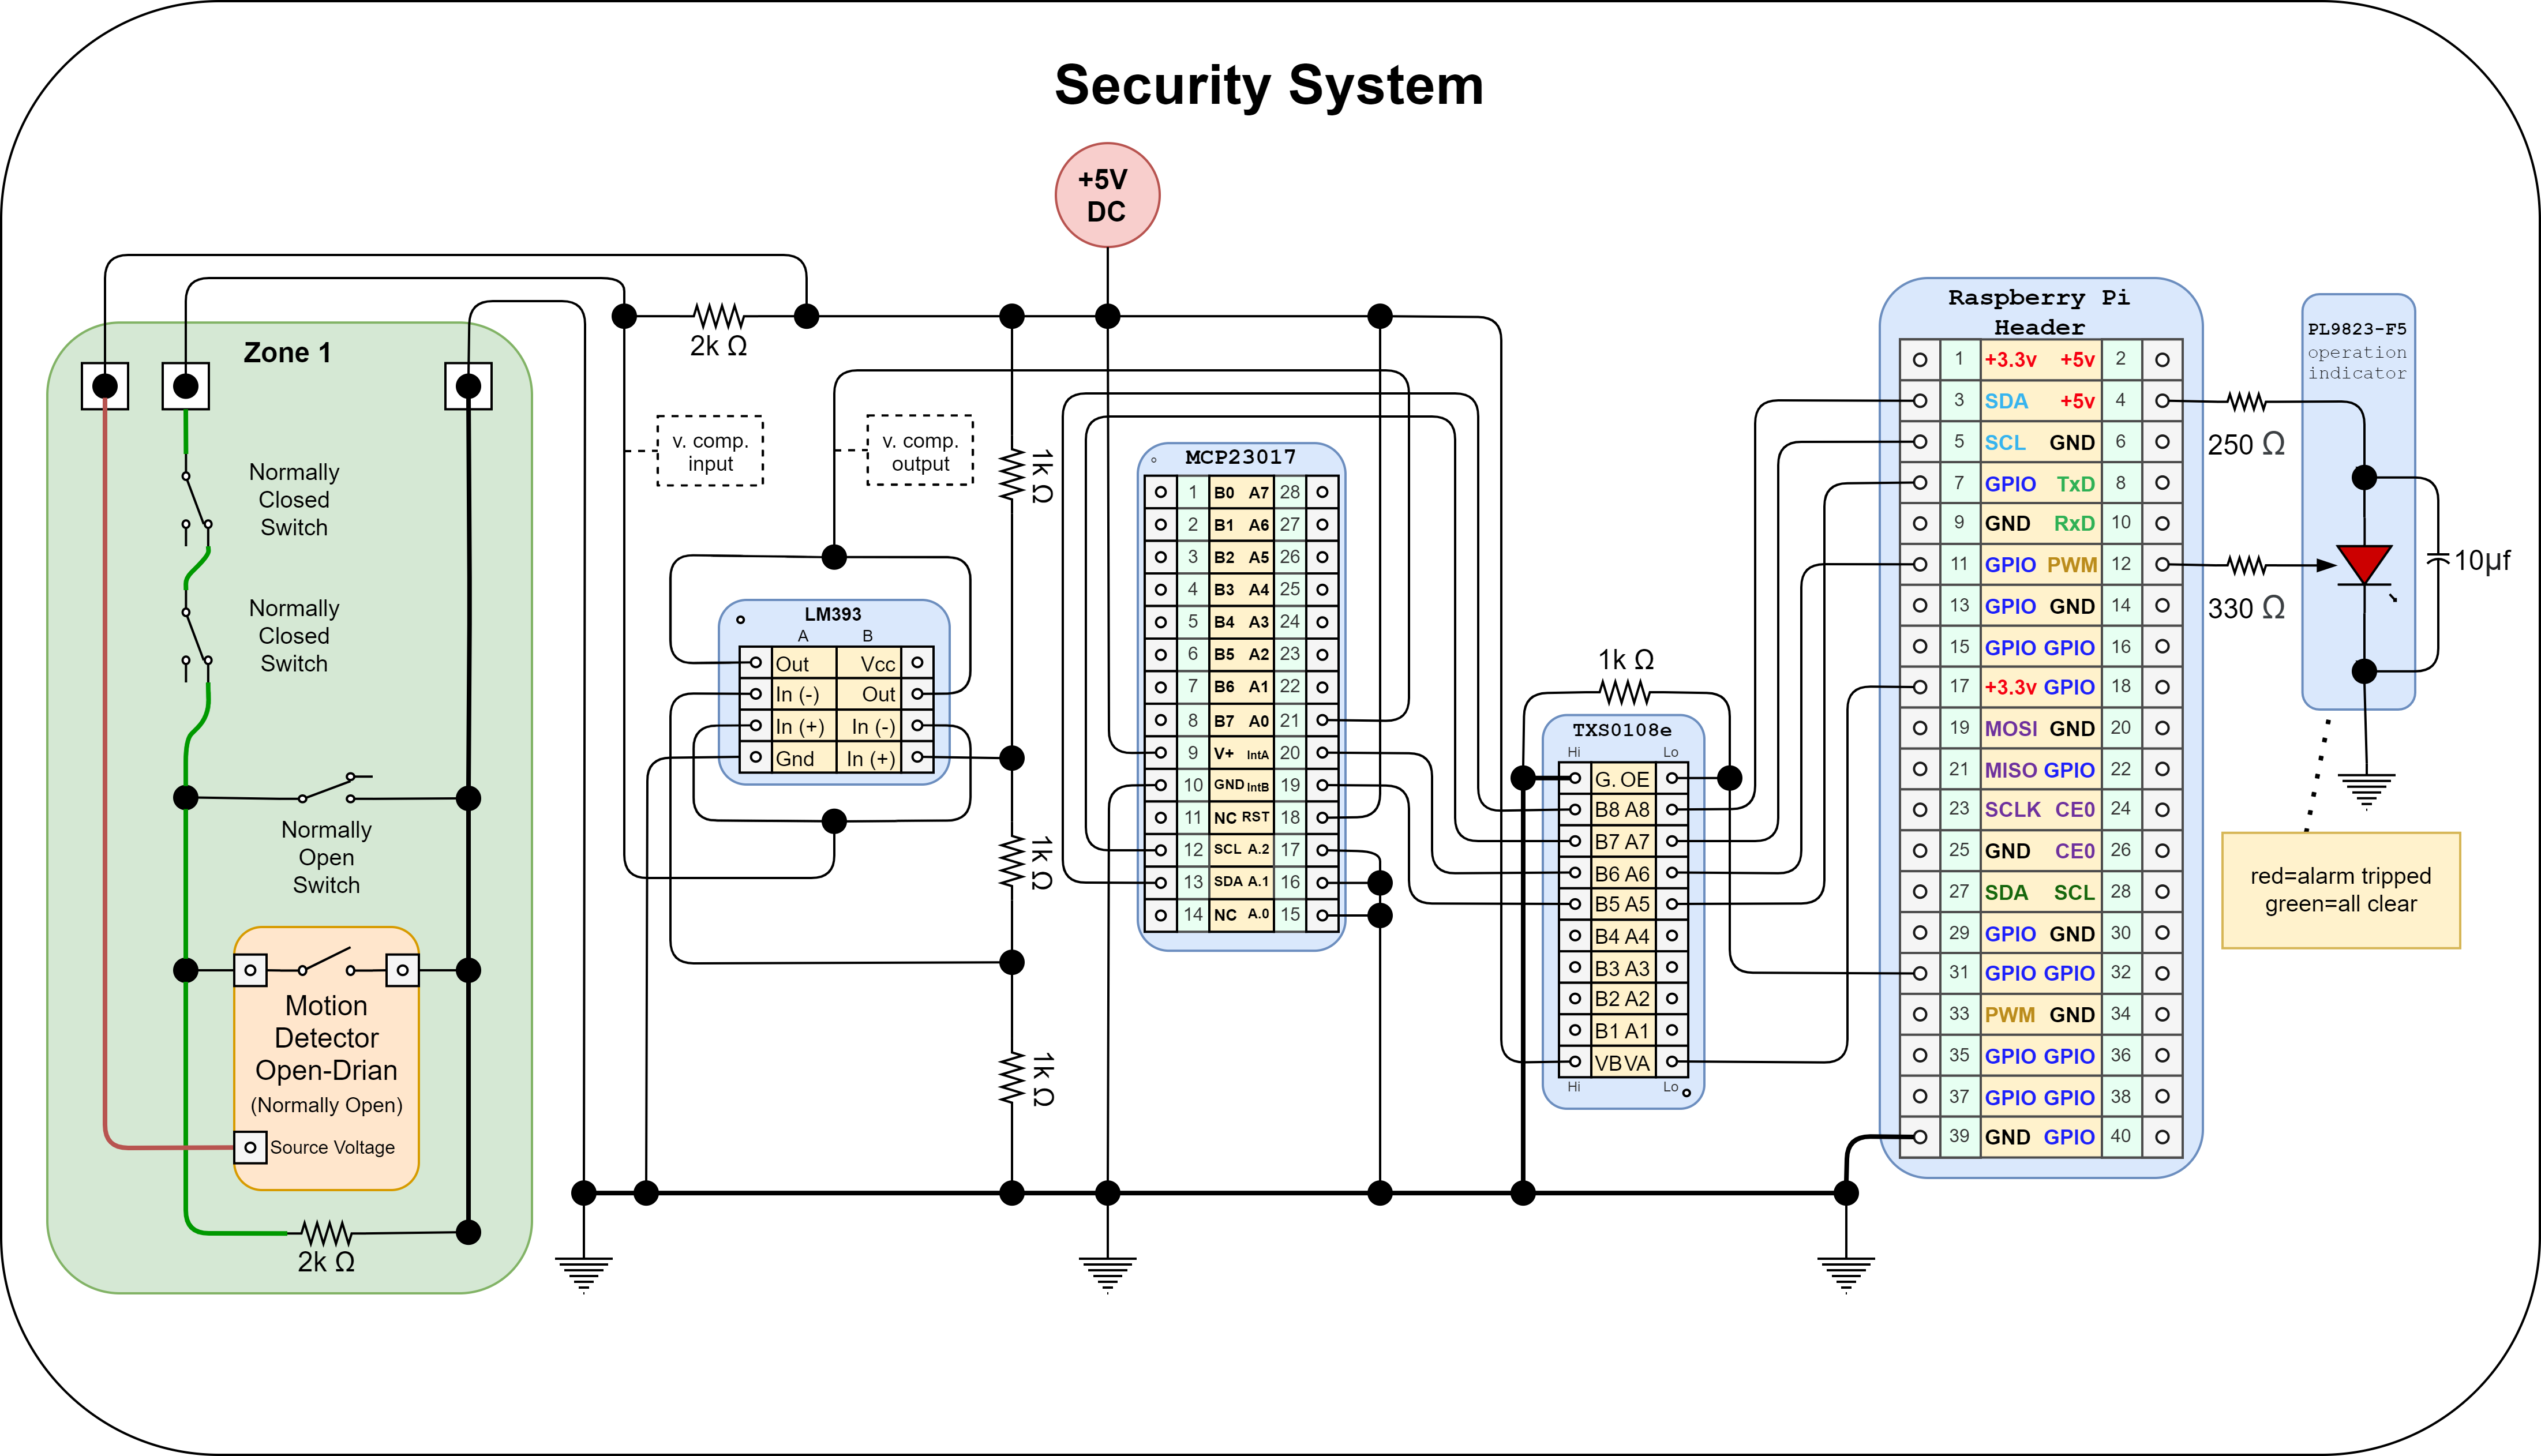 Security System
+5V
DC
Zone 1
Normally
Closed
Switch
Normally
Closed
Switch
Normally
Open
Switch
Motion
Detector
Open-Drian
(Normally Open)
Source Voltage
2k Ω
2k Ω
v. comp.
input
v. comp.
output
1k Ω
1k Ω
1k Ω
LM393
A B
Out Vcc
In (-) Out
In (+) In (-)
Gnd In (+)
MCP23017
1 B0 A7 28
2 B1 A6 27
3 B2 A5 26
4 B3 A4 25
5 B4 A3 24
6 B5 A2 23
7 B6 A1 22
8 B7 A0 21
9 V+ IntA 20
10 GND IntB 19
11 NC RST 18
12 SCL A.2 17
13 SDA A.1 16
14 NC A.0 15
1k Ω
TXS0108e
Hi Lo
G. OE
B8 A8
B7 A7
B6 A6
B5 A5
B4 A4
B3 A3
B2 A2
B1 A1
VB VA
Hi Lo
Raspberry Pi
Header
1 +3.3v +5v 2
3 SDA +5v 4
5 SCL GND 6
7 GPIO TxD 8
9 GND RxD 10
11 GPIO PWM 12
13 GPIO GND 14
15 GPIO GPIO 16
17 +3.3v GPIO 18
19 MOSI GND 20
21 MISO GPIO 22
23 SCLK CE0 24
25 GND CE0 26
27 SDA SCL 28
29 GPIO GND 30
31 GPIO GPIO 32
33 PWM GND 34
35 GPIO GPIO 36
37 GPIO GPIO 38
39 GND GPIO 40
250 Ω
330 Ω
PL9823-F5
operation
indicator
10µf
red=alarm tripped
green=all clear